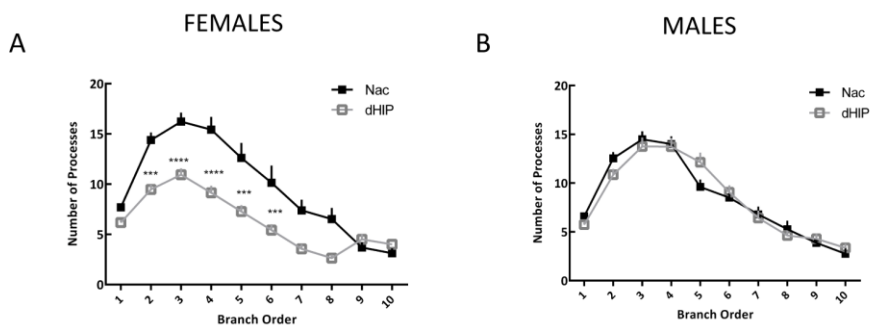 FEMALES
A
20
15
10
5
0
Number of Processes
Nac
dHIP
***
****
****
***
***
1 2 3 4 5 6 7 8 9 10
Branch Order
MALES
B
20
15
10
5
0
Number of Processes
Nac
dHIP
1 2 3 4 5 6 7 8 9 10
Branch Order